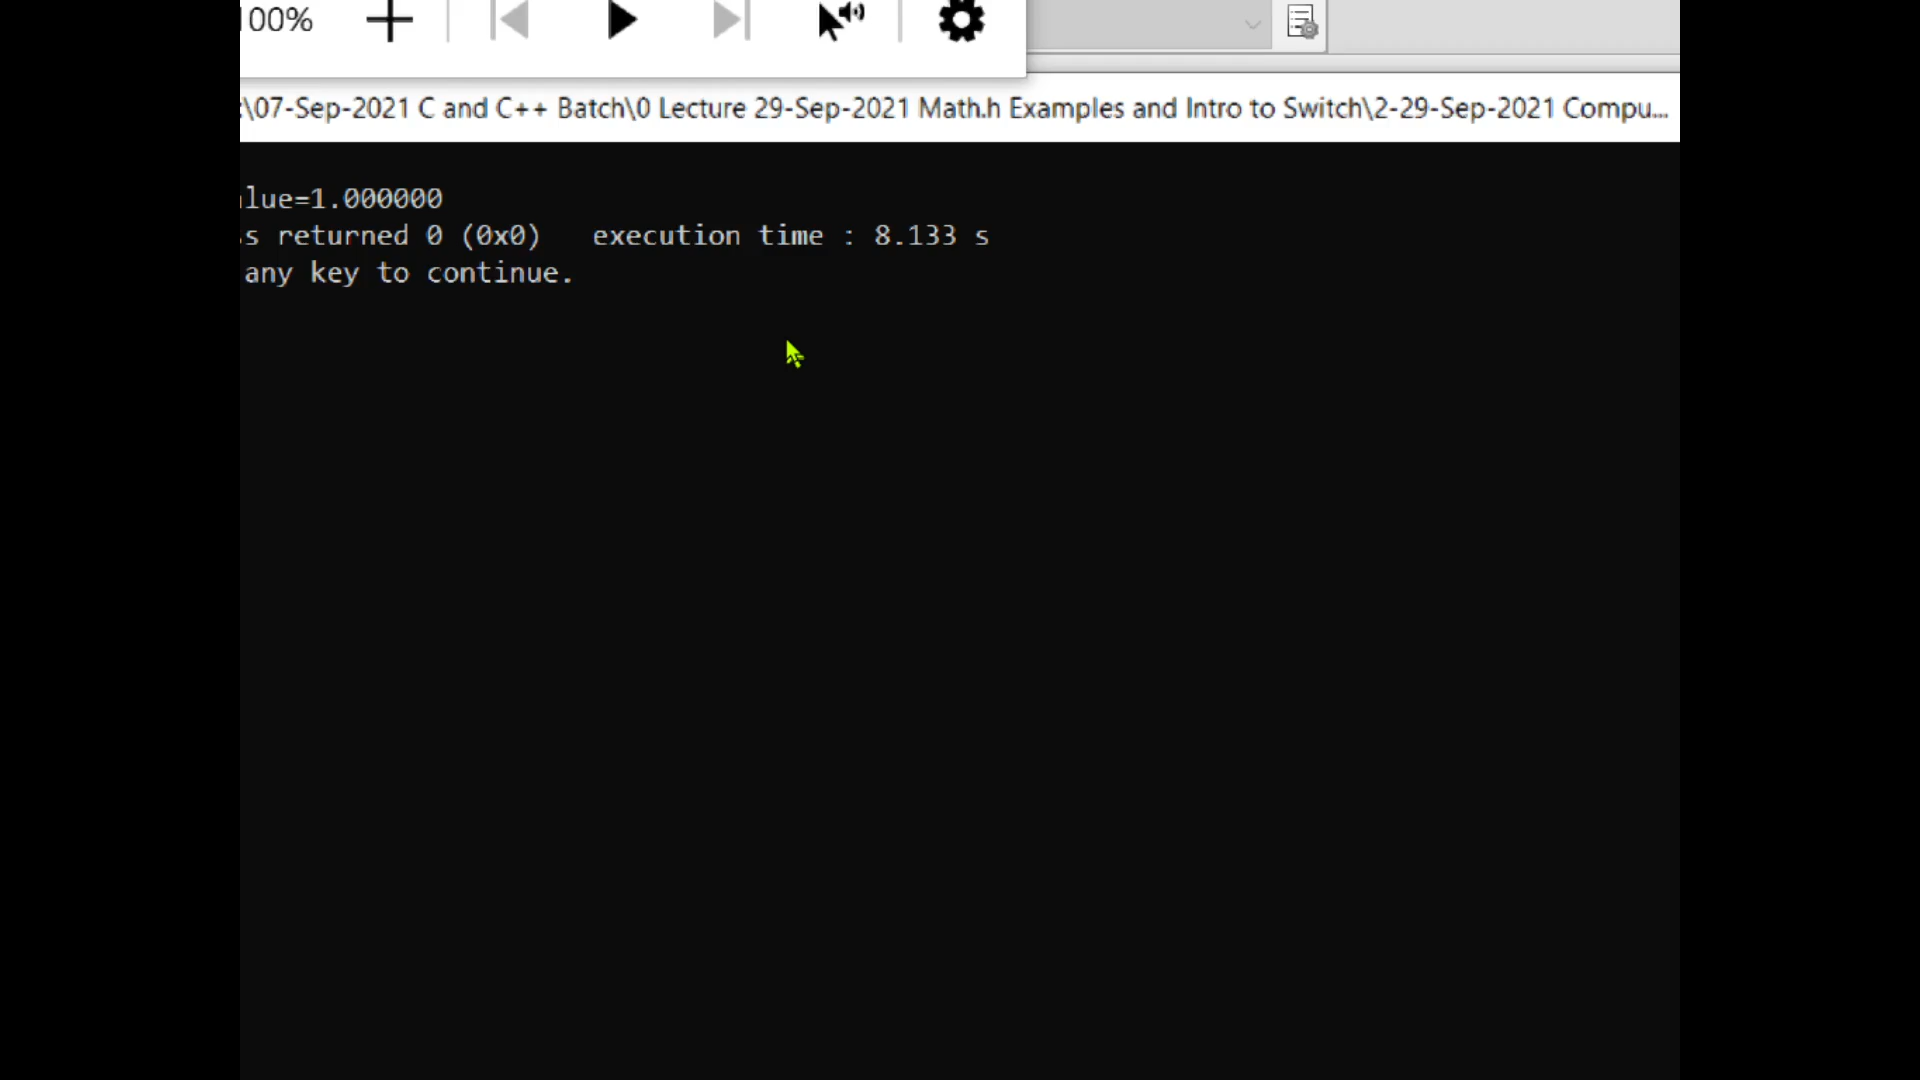 100%
:\07-Sep-2021 C and C++ Batch\0 Lecture 29-Sep-2021 Math.h Examples and Intro to Switch\2-29-Sep-2021 Compu...
lue=1.000000
s returned 0 (0x0)   execution time : 8.133 s
any key to continue.